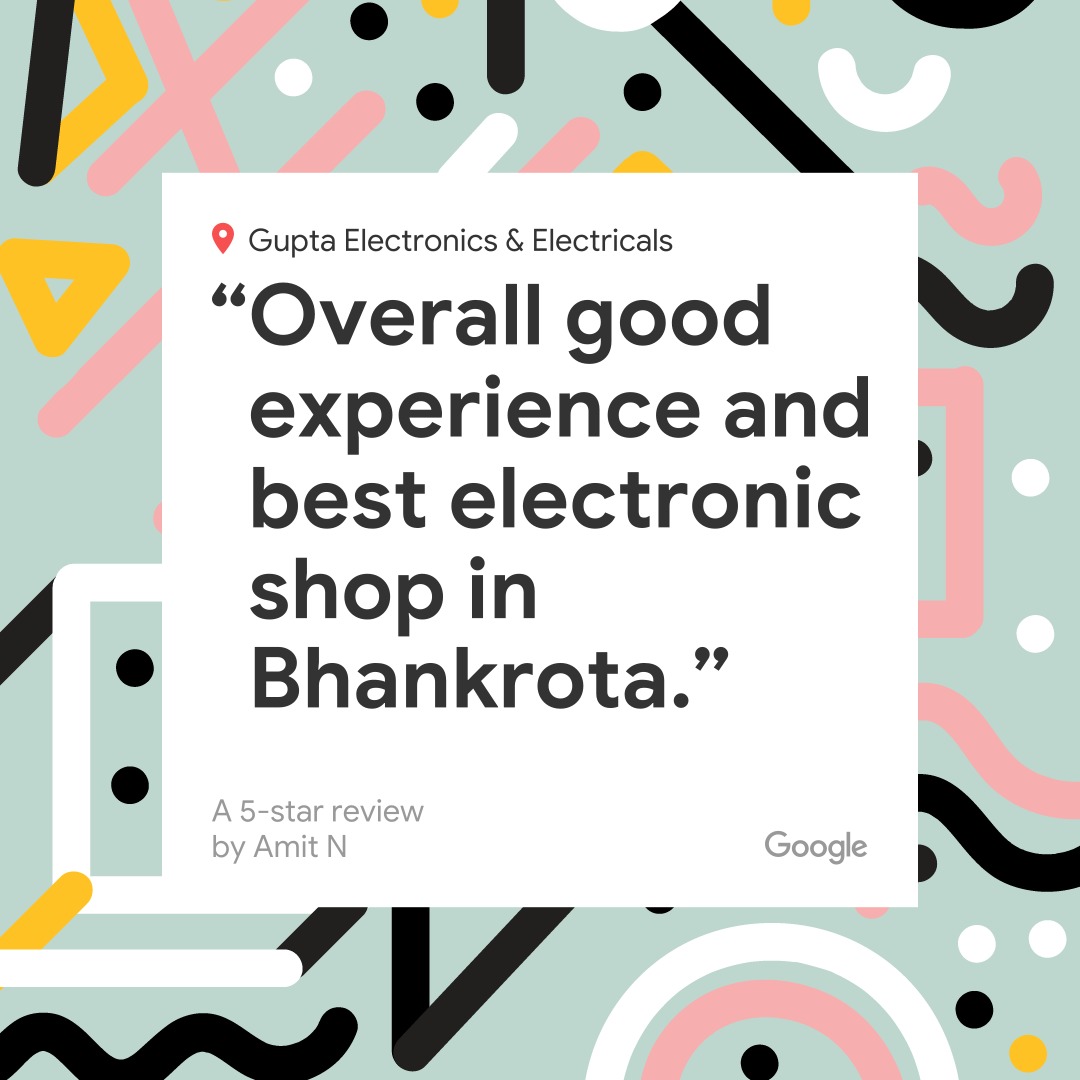 Gupta Electronics & Electricals
“Overall good
experience and
best electronic
shop in
Bhankrota.”
A 5-star review
by Amit N
Google